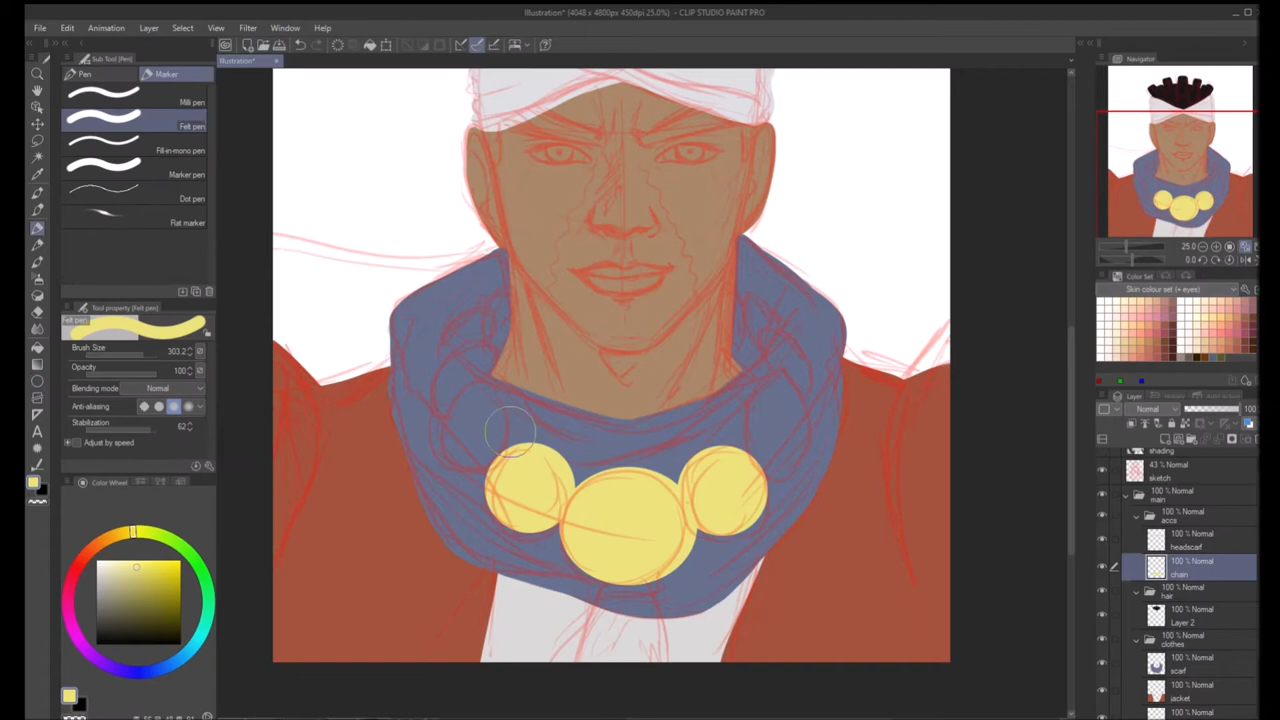 Illustration* (4048 x 4800px 450dpi 25.0%) - CLIP STUDIO PAINT PRO
File Edit Animation Layer Select View Filter Window Help
Sub Tool [Pen]
Illustration*
Navigator
Pen Marker
Milli pen
Felt pen
Fill-in-mono pen
Marker pen
Dot pen
Flat marker
25.0
0.0
Color Set
Skin colour set (+ eyes)
Tool property [Felt pen]
Felt pen
Brush Size 303.2
Opacity 100
Blending mode Normal
Anti-aliasing
Stabilization 62
Adjust by speed
Color Wheel
Layer
Normal 100
shading
43 % Normal
sketch
100 % Normal
main
100 % Normal
accs
100 % Normal
headscarf
100 % Normal
chain
100 % Normal
hair
100 % Normal
Layer 2
100 % Normal
clothes
100 % Normal
scarf
100 % Normal
jacket
100 % Normal